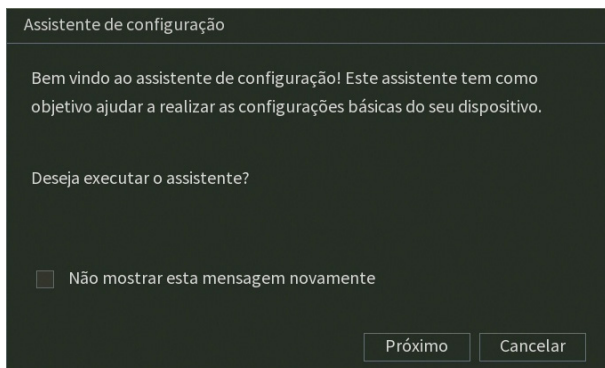 Assistente de configuração
Bem vindo ao assistente de configuração! Este assistente tem como
objetivo ajudar a realizar as configurações básicas do seu dispositivo.
Deseja executar o assistente?
Não mostrar esta mensagem novamente
Próximo Cancelar